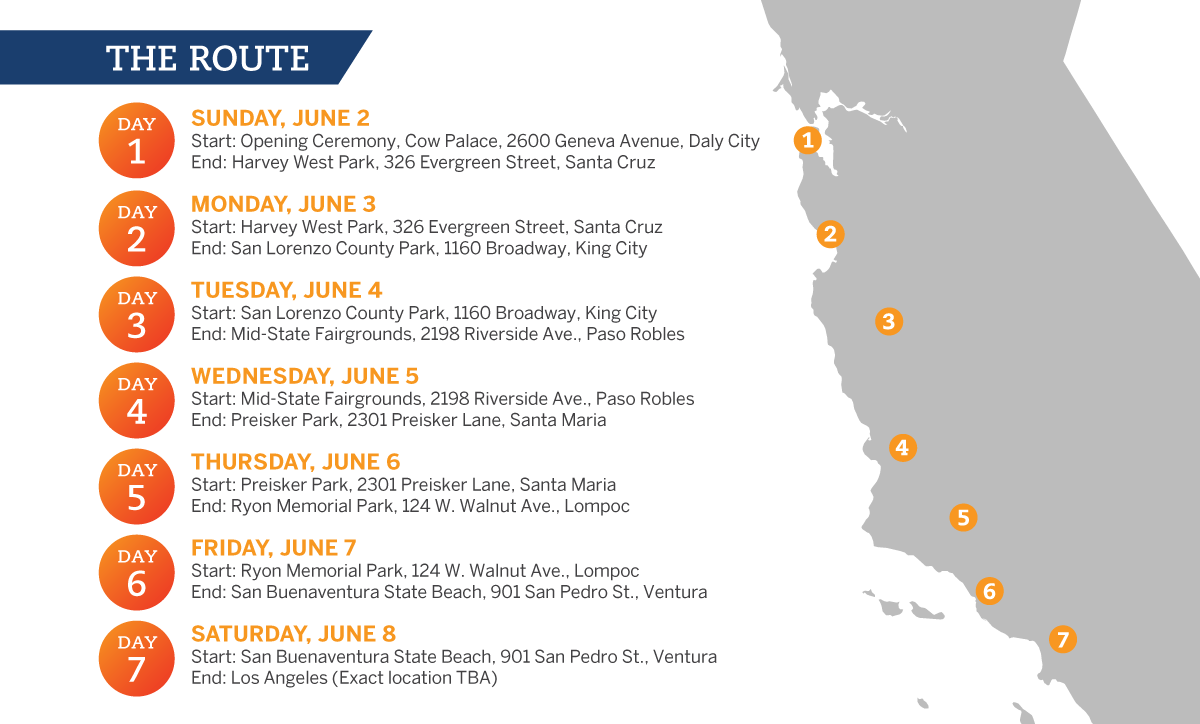 THE ROUTE
DAY
1
SUNDAY, JUNE 2
Start: Opening Ceremony, Cow Palace, 2600 Geneva Avenue, Daly City
End: Harvey West Park, 326 Evergreen Street, Santa Cruz
DAY
2
MONDAY, JUNE 3
Start: Harvey West Park, 326 Evergreen Street, Santa Cruz
End: San Lorenzo County Park, 1160 Broadway, King City
DAY
3
TUESDAY, JUNE 4
Start: San Lorenzo County Park, 1160 Broadway, King City
End: Mid-State Fairgrounds, 2198 Riverside Ave., Paso Robles
DAY
4
WEDNESDAY, JUNE 5
Start: Mid-State Fairgrounds, 2198 Riverside Ave., Paso Robles
End: Preisker Park, 2301 Preisker Lane, Santa Maria
DAY
5
THURSDAY, JUNE 6
Start: Preisker Park, 2301 Preisker Lane, Santa Maria
End: Ryon Memorial Park, 124 W. Walnut Ave., Lompoc
DAY
6
FRIDAY, JUNE 7
Start: Ryon Memorial Park, 124 W. Walnut Ave., Lompoc
End: San Buenaventura State Beach, 901 San Pedro St., Ventura
DAY
7
SATURDAY, JUNE 8
Start: San Buenaventura State Beach, 901 San Pedro St., Ventura
End: Los Angeles (Exact location TBA)
1
2
3
4
5
6
7